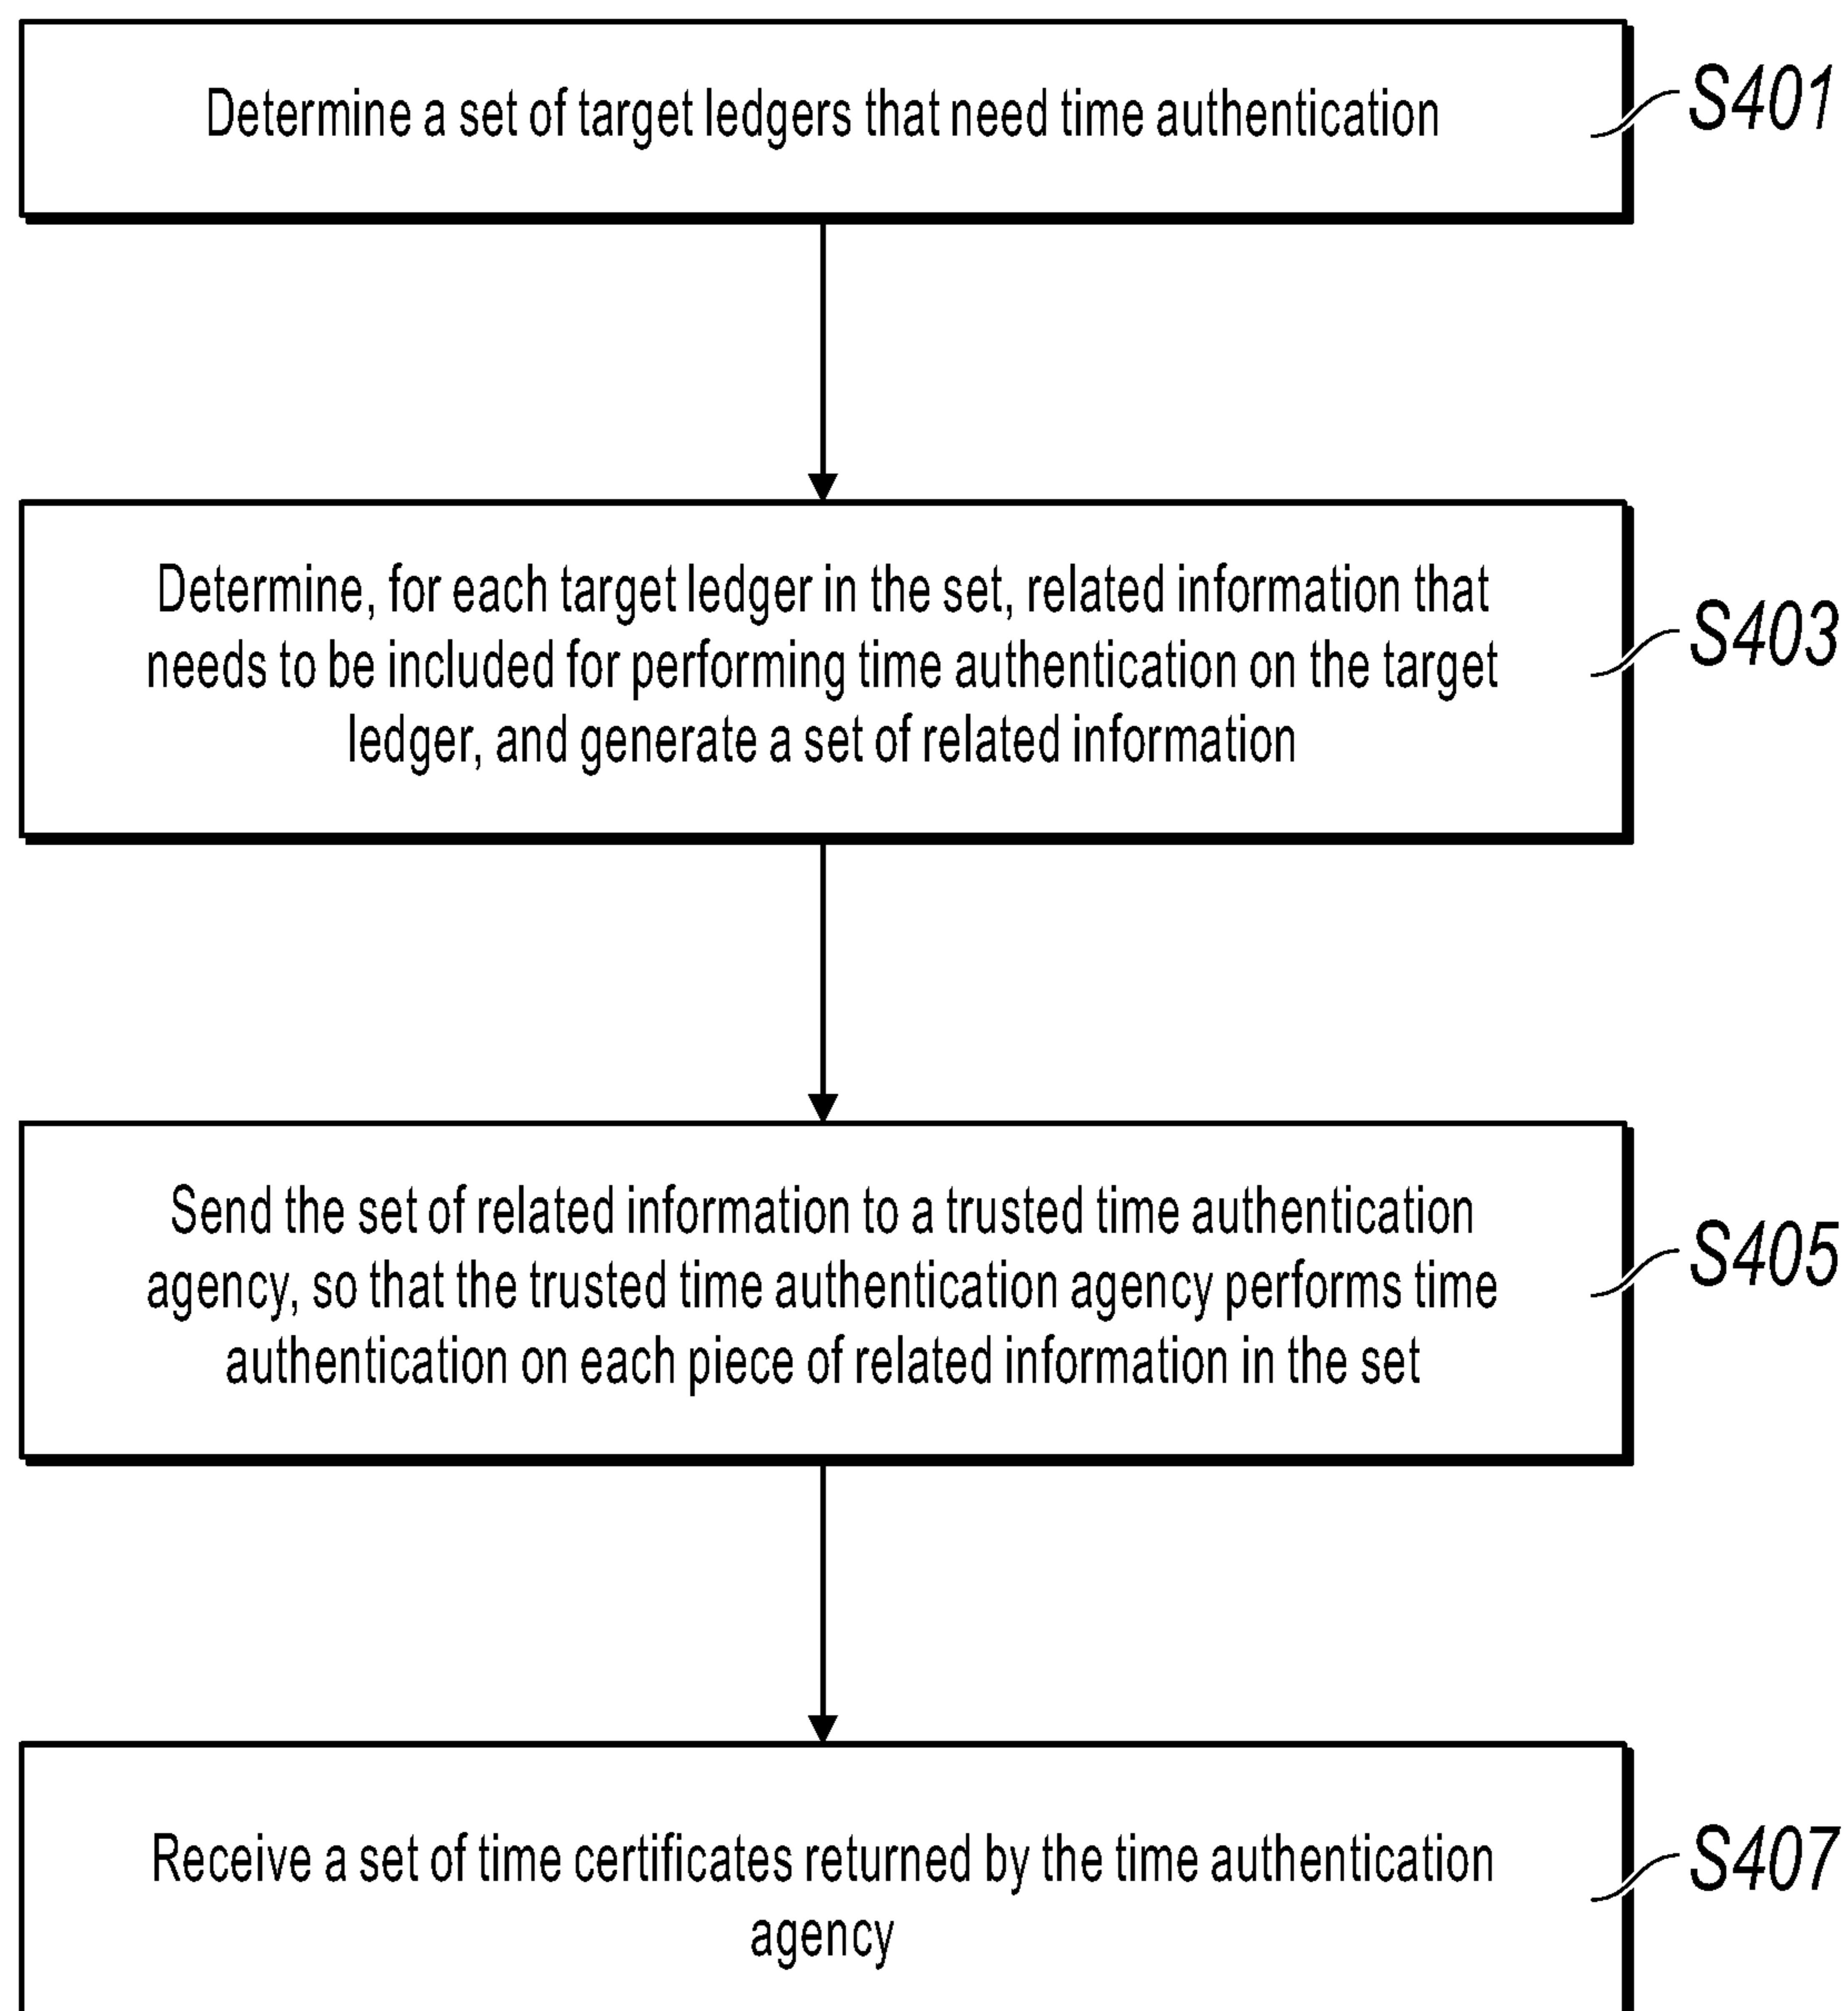 Determine a set of target ledgers that need time authentication
S401
Determine, for each target ledger in the set, related information that
needs to be included for performing time authentication on the target
ledger, and generate a set of related information
S403
Send the set of related information to a trusted time authentication
agency, so that the trusted time authentication agency performs time
authentication on each piece of related information in the set
S405
Receive a set of time certificates returned by the time authentication
agency
S407